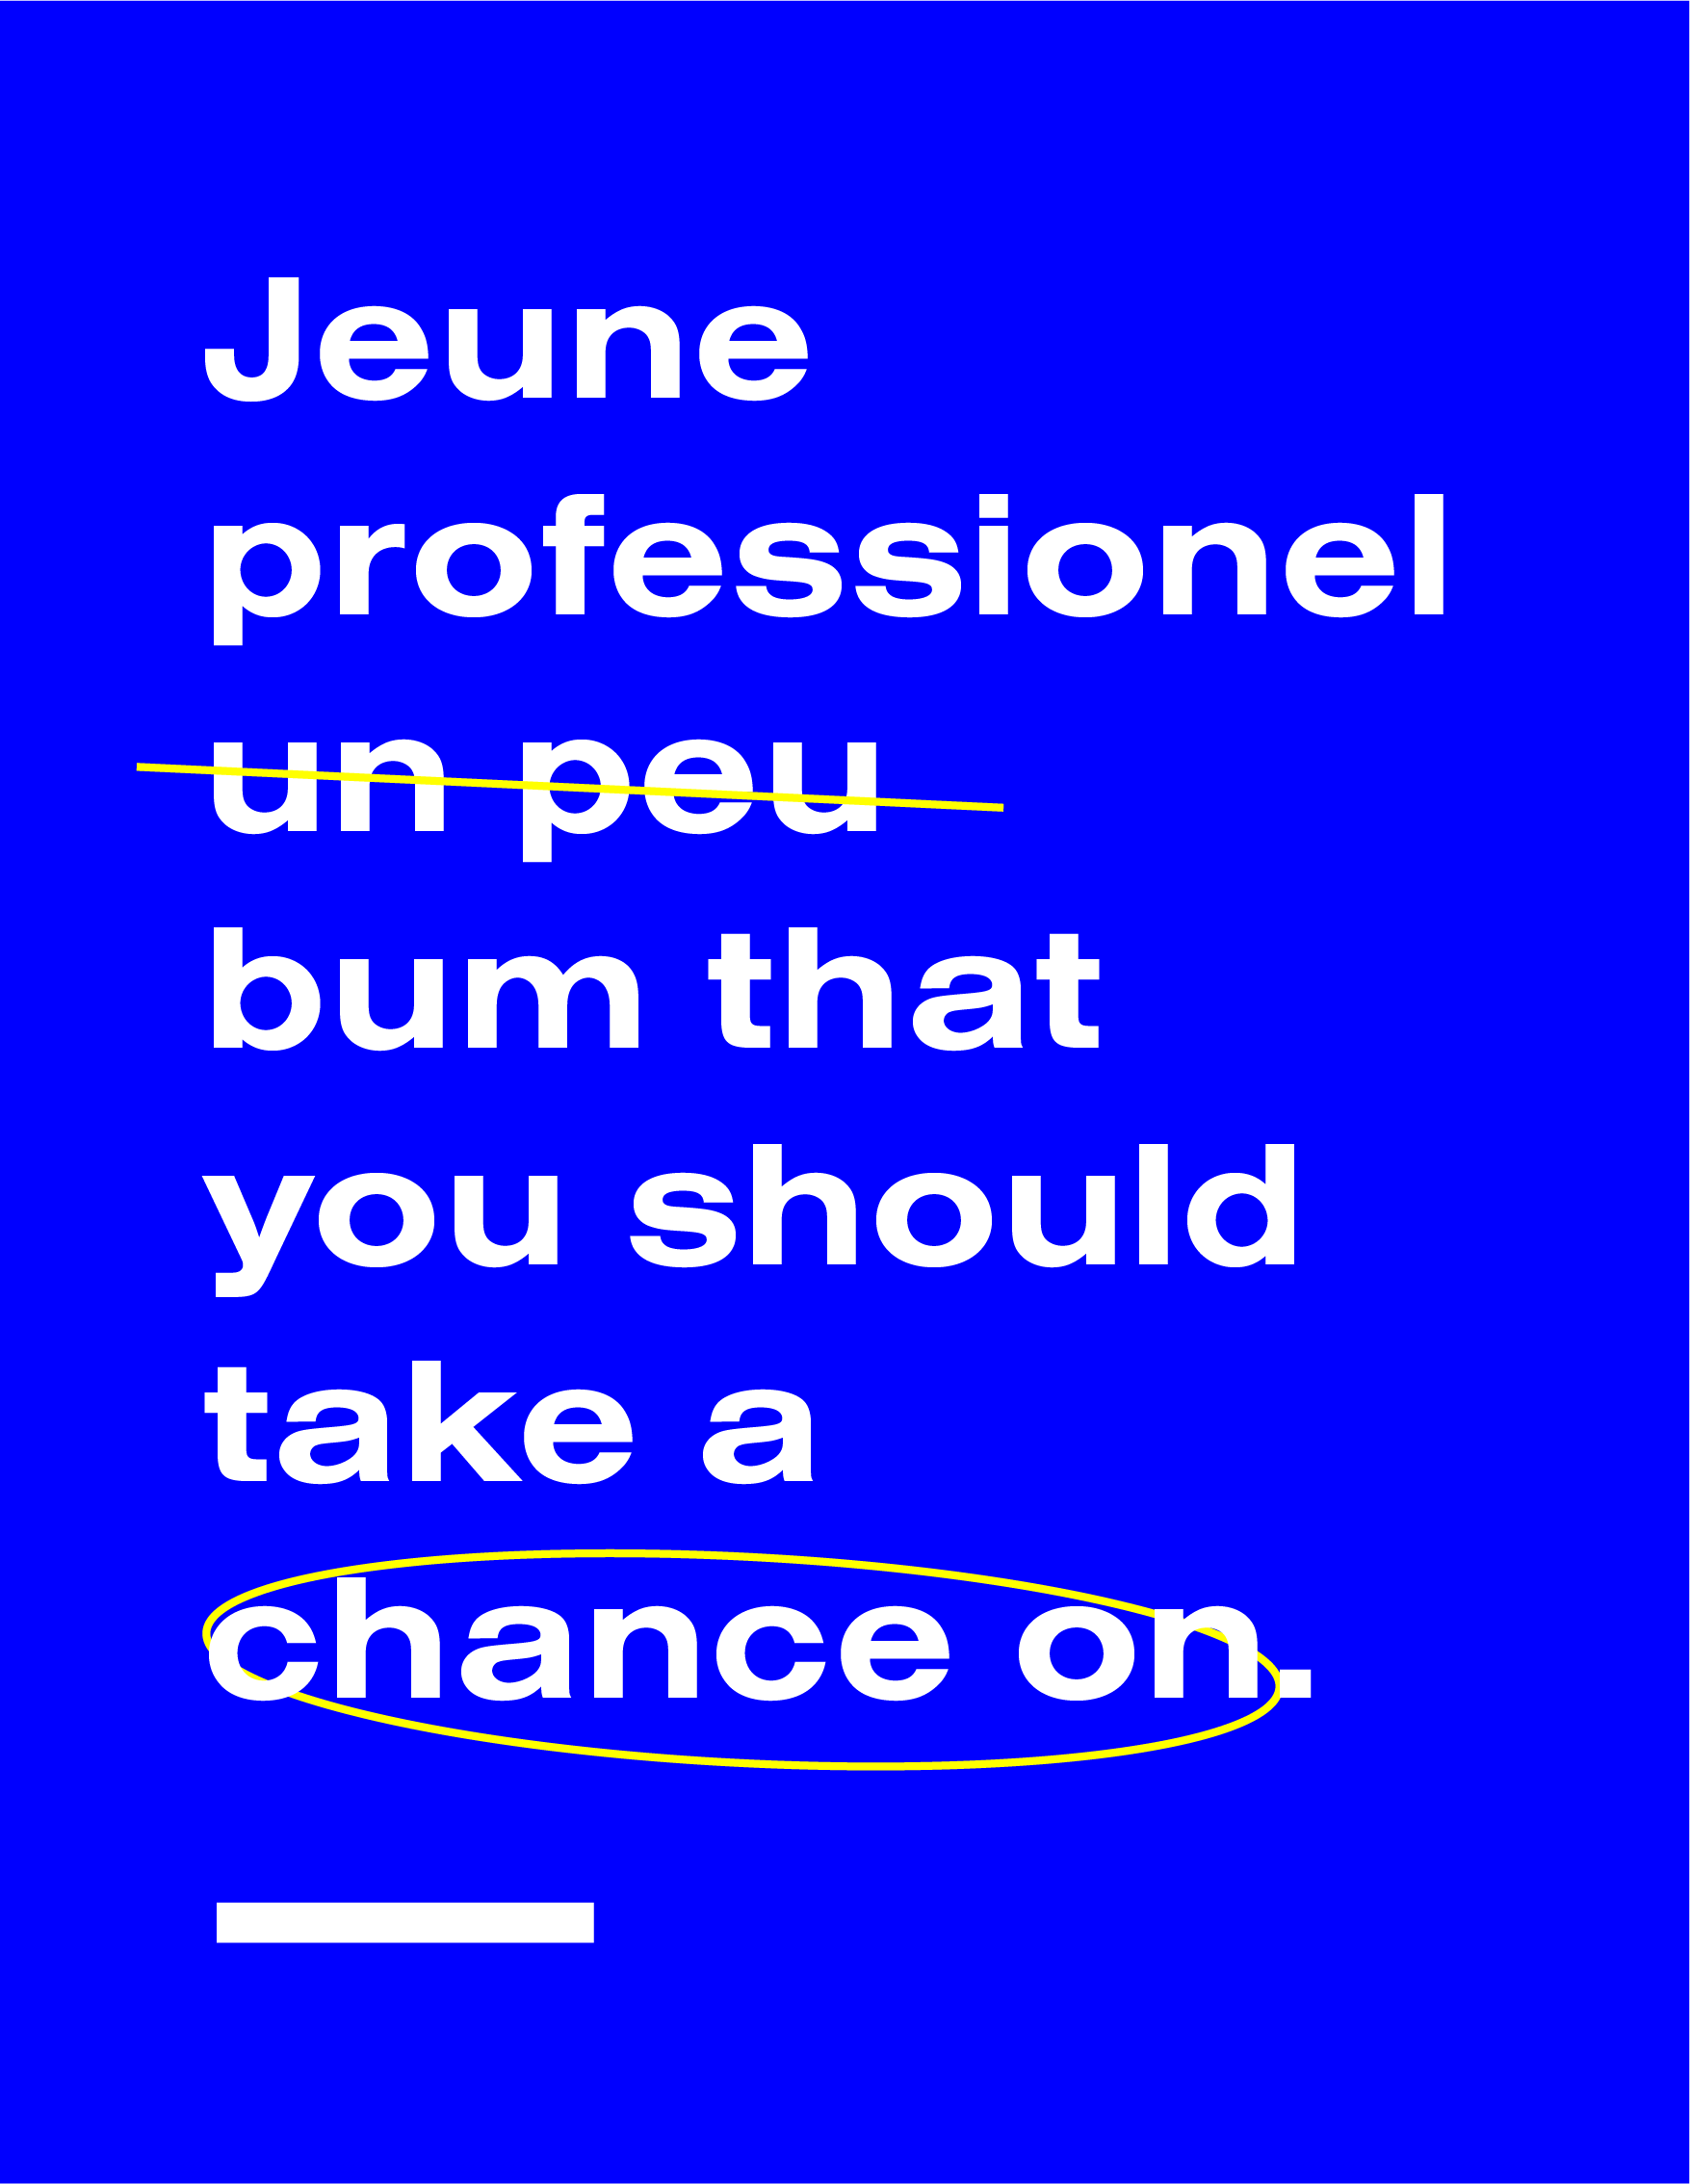 Jeune
professionel
un peu
bum that
you should
take a
chance on.